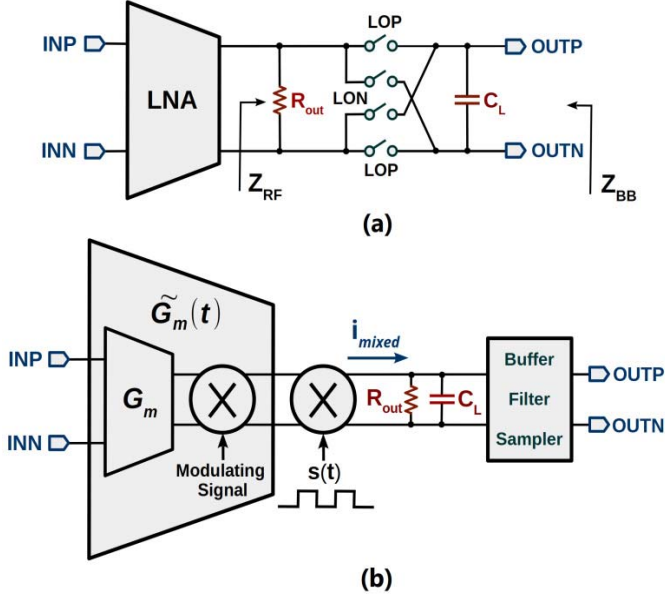 LOP
INP
OUTP
LNA
R_out
LON
C_L
INN
OUTN
LOP
Z_RF
Z_BB
(a)
G̃_m(t)
i_mixed
INP
Buffer
OUTP
G_m
R_out
C_L
Filter
INN
OUTN
Sampler
Modulating
Signal
s(t)
(b)